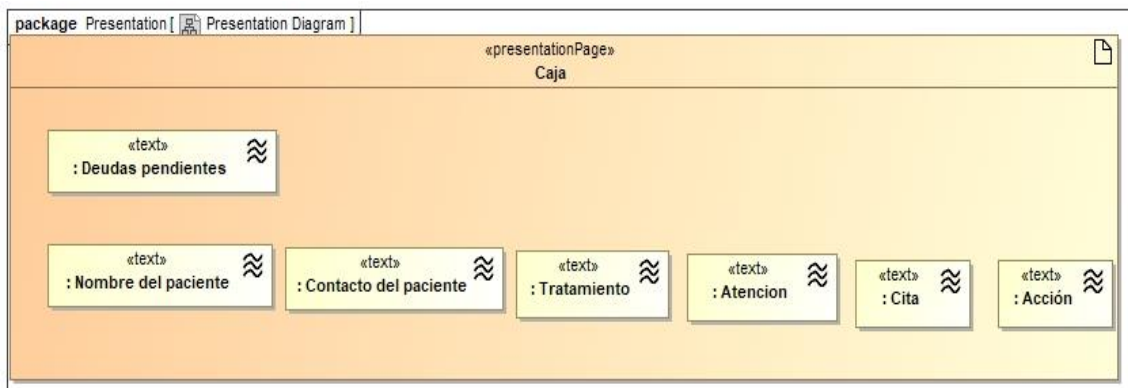 package Presentation [ Presentation Diagram ]
«presentationPage»
Caja
«text»
: Deudas pendientes
«text»
: Nombre del paciente
«text»
: Contacto del paciente
«text»
: Tratamiento
«text»
: Atencion
«text»
: Cita
«text»
: Acción